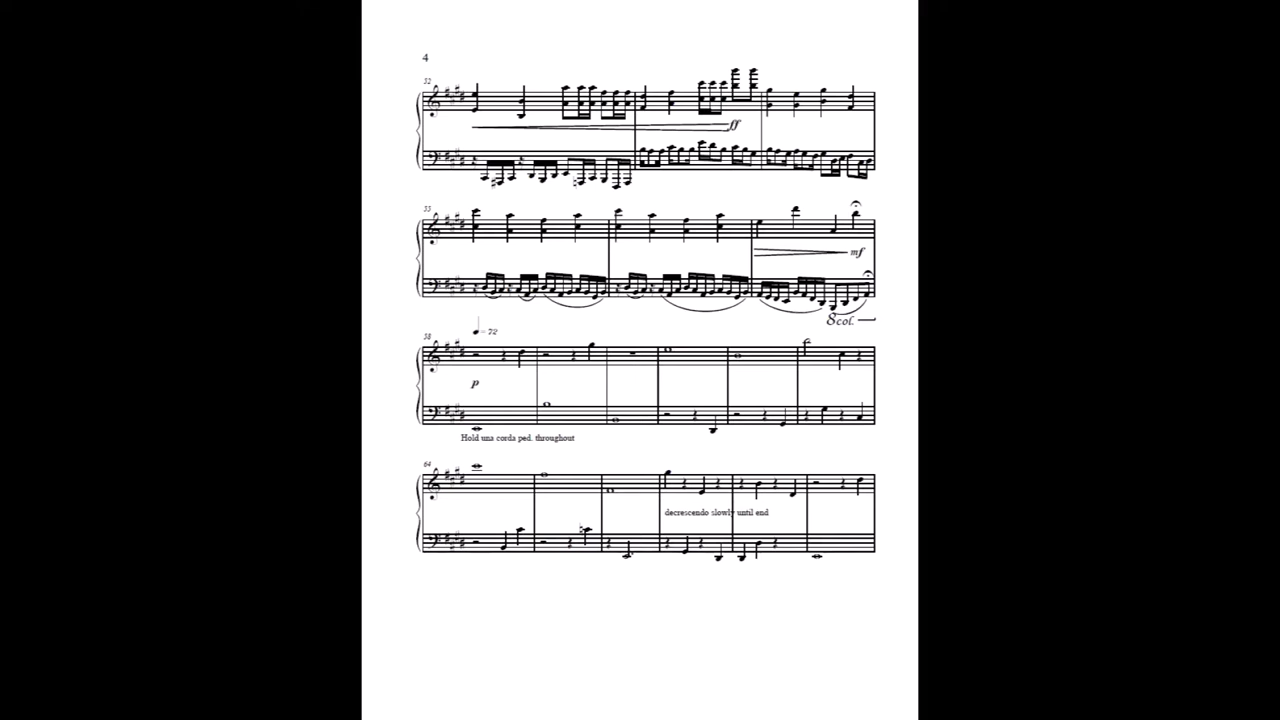 4
52
ff
55
mf
8col.
= 72
58
p
Hold una corda ped. throughout
64
decrescendo slowly until end